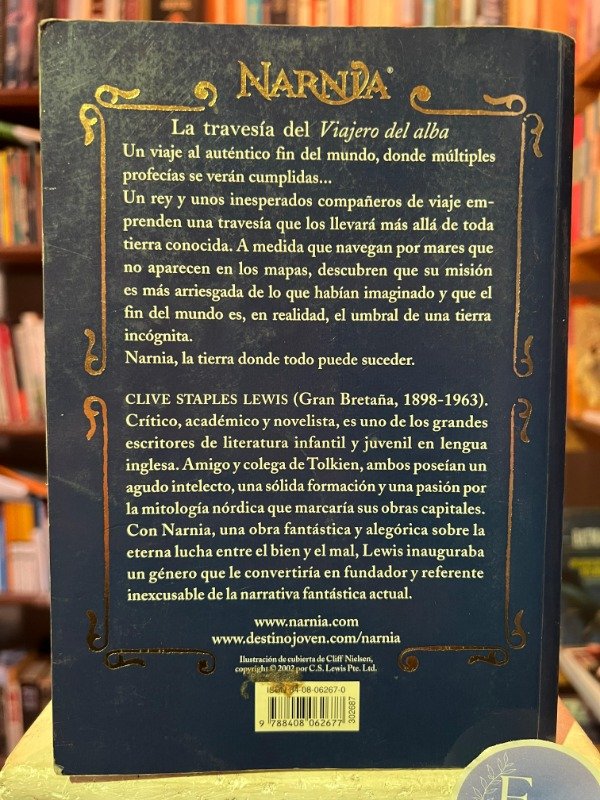 NARNIA®
La travesía del Viajero del alba
Un viaje al auténtico fin del mundo, donde múltiples
profecías se verán cumplidas...
Un rey y unos inesperados compañeros de viaje em-
prenden una travesía que los llevará más allá de toda
tierra conocida. A medida que navegan por mares que
no aparecen en los mapas, descubren que su misión
es más arriesgada de lo que habían imaginado y que el
fin del mundo es, en realidad, el umbral de una tierra
incógnita.
Narnia, la tierra donde todo puede suceder.
CLIVE STAPLES LEWIS (Gran Bretaña, 1898-1963).
Crítico, académico y novelista, es uno de los grandes
escritores de literatura infantil y juvenil en lengua
inglesa. Amigo y colega de Tolkien, ambos poseían un
agudo intelecto, una sólida formación y una pasión por
la mitología nórdica que marcaría sus obras capitales.
Con Narnia, una obra fantástica y alegórica sobre la
eterna lucha entre el bien y el mal, Lewis inauguraba
un género que le convertiría en fundador y referente
inexcusable de la narrativa fantástica actual.
www.narnia.com
www.destinojoven.com/narnia
Ilustración de cubierta de Cliff Nielsen,
copyright © 2002 por C.S. Lewis Pte. Ltd.
84-08-06267-0
9 788408 062677
302687
E